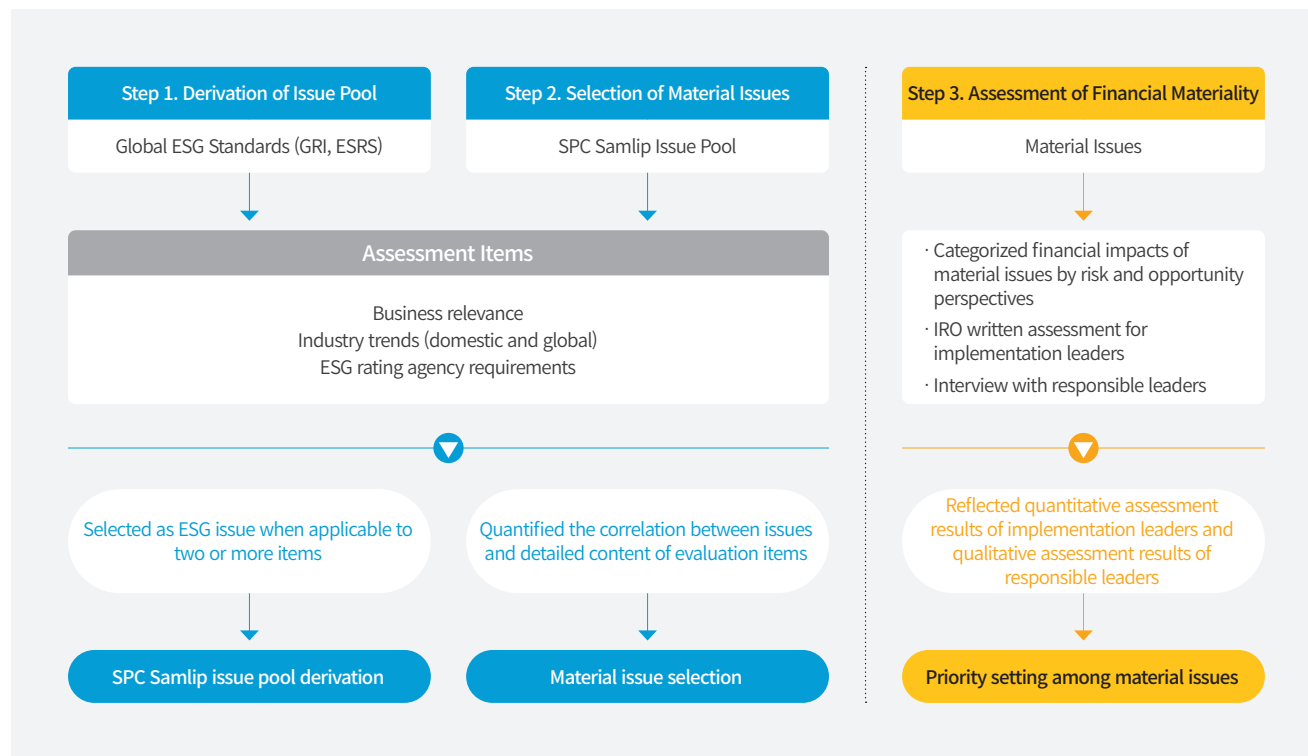 Step 1. Derivation of Issue Pool
Global ESG Standards (GRI, ESRS)
Step 2. Selection of Material Issues
SPC Samlip Issue Pool
Assessment Items
Business relevance
Industry trends (domestic and global)
ESG rating agency requirements
Selected as ESG issue when applicable to
two or more items
Quantified the correlation between issues
and detailed content of evaluation items
SPC Samlip issue pool derivation
Material issue selection
Step 3. Assessment of Financial Materiality
Material Issues
· Categorized financial impacts of
material issues by risk and opportunity
perspectives
· IRO written assessment for
implementation leaders
· Interview with responsible leaders
Reflected quantitative assessment
results of implementation leaders and
qualitative assessment results of
responsible leaders
Priority setting among material issues